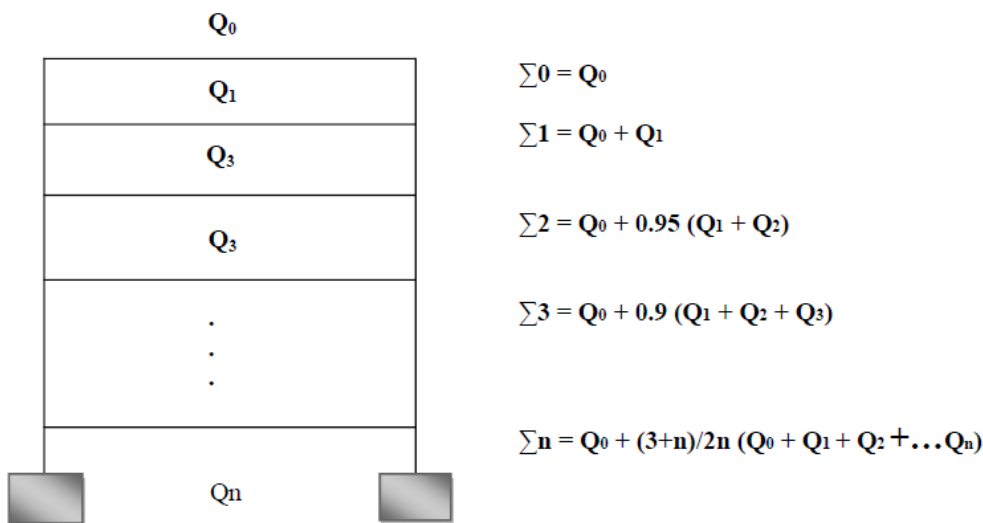 Q₀
Q₁
Q₃
Q₃
.
.
.
Qn
∑0 = Q₀
∑1 = Q₀ + Q₁
∑2 = Q₀ + 0.95 (Q₁ + Q₂)
∑3 = Q₀ + 0.9 (Q₁ + Q₂ + Q₃)
∑n = Q₀ + (3+n)/2n (Q₀ + Q₁ + Q₂ +…Qₙ)